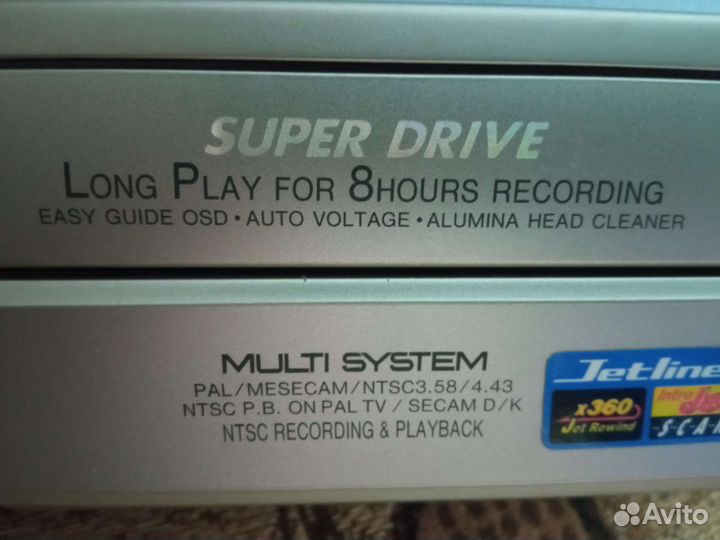 SUPER DRIVE
LONG PLAY FOR 8HOURS RECORDING
EASY GUIDE OSD • AUTO VOLTAGE • ALUMINA HEAD CLEANER
MULTI SYSTEM
PAL/MESECAM/NTSC3.58/4.43
NTSC P.B. ON PAL TV / SECAM D/K
NTSC RECORDING & PLAYBACK
Jetline
x360
Jet Rewind
Intro
S-C-A
Avito